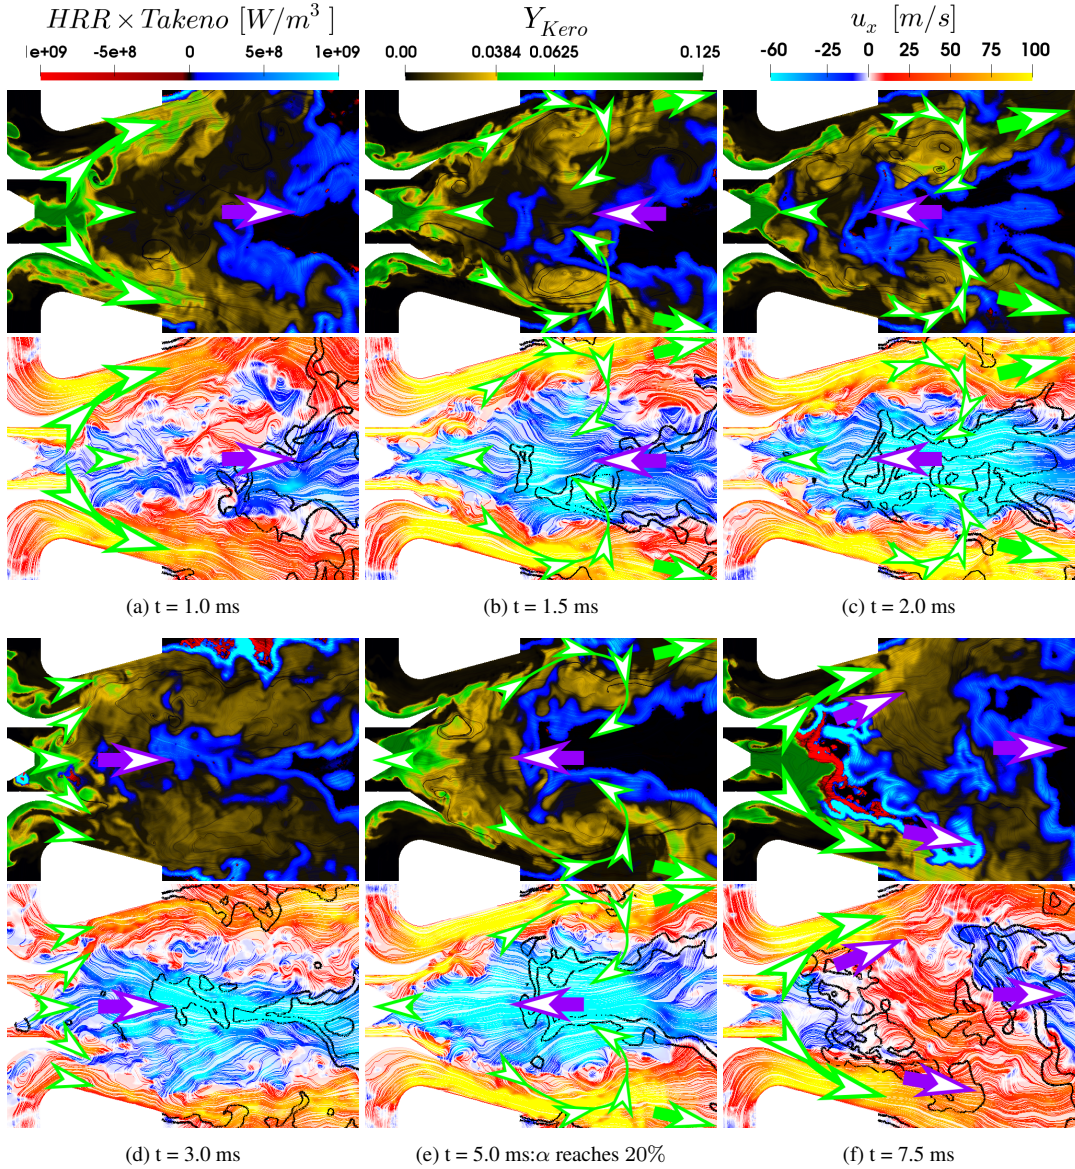 HRR × Takeno [W/m³ ]
Y_Kero
u_x [m/s]
e+09 -5e+8 0 5e+8 1e+09
0.00 0.0384 0.0625 0.125
-60 -25 0 25 50 75 100
(a) t = 1.0 ms
(b) t = 1.5 ms
(c) t = 2.0 ms
(d) t = 3.0 ms
(e) t = 5.0 ms:α reaches 20%
(f) t = 7.5 ms